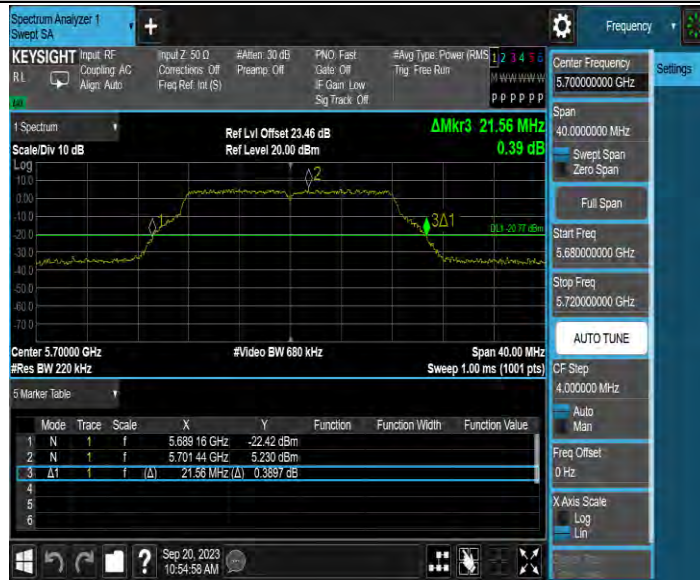 Spectrum Analyzer 1
Swept SA
+
Frequency
KEYSIGHT
RL
Input: RF
Coupling: AC
Align: Auto
Input Z: 50 Ω
Corrections: Off
Freq Ref: Int (S)
#Atten: 30 dB
Preamp: Off
PNO: Fast
Gate: Off
IF Gain: Low
Sig Track: Off
#Avg Type: Power (RMS
Trig: Free Run
1 2 3 4 5 6
M W W W W W
P P P P P P
Center Frequency
5.700000000 GHz
Settings
Span
40.0000000 MHz
Swept Span
Zero Span
Full Span
Start Freq
5.680000000 GHz
Stop Freq
5.720000000 GHz
AUTO TUNE
CF Step
4.000000 MHz
Auto
Man
Freq Offset
0 Hz
X Axis Scale
Log
Lin
1 Spectrum
Scale/Div 10 dB
Ref Lvl Offset 23.46 dB
Ref Level 20.00 dBm
ΔMkr3 21.56 MHz
0.39 dB
Log
10.0
0.00
-10.0
-20.0
-30.0
-40.0
-50.0
-60.0
-70.0
1
2
3Δ1
DL1 -20.77 dBm
Center 5.70000 GHz
#Video BW 680 kHz
Span 40.00 MHz
#Res BW 220 kHz
Sweep 1.00 ms (1001 pts)
5 Marker Table
Mode Trace Scale X Y Function Function Width Function Value
1 N 1 f 5.689 16 GHz -22.42 dBm
2 N 1 f 5.701 44 GHz 5.230 dBm
3 Δ1 1 f (Δ) 21.56 MHz (Δ) 0.3897 dB
4
5
6
?
Sep 20, 2023
10:54:58 AM